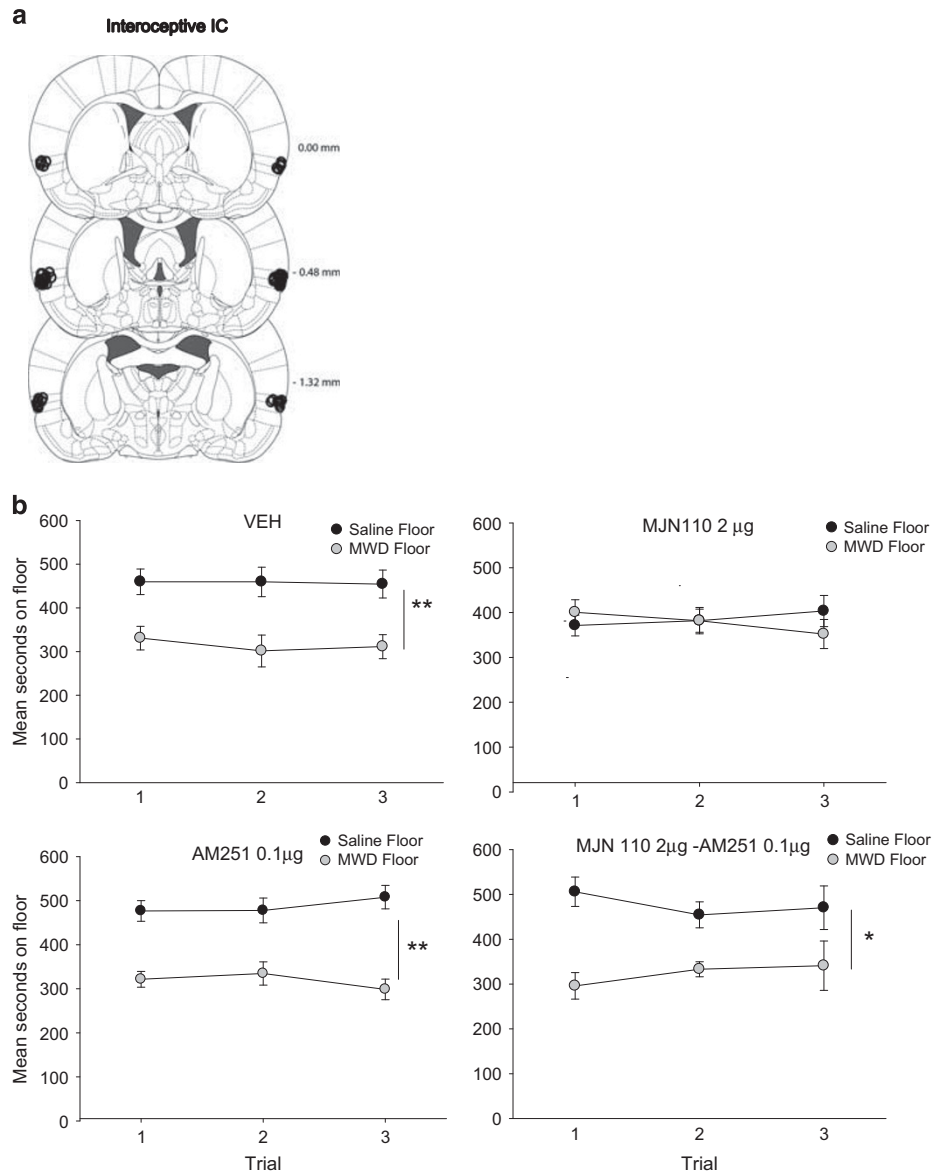 a
Interoceptive IC
0.00 mm
- 0.48 mm
- 1.32 mm
b
VEH
Saline Floor
MWD Floor
Mean seconds on floor
600
500
400
300
200
100
0
**
1 2 3
MJN110 2 μg
Saline Floor
MWD Floor
600
500
400
300
200
100
0
1 2 3
AM251 0.1μg
Saline Floor
MWD Floor
Mean seconds on floor
600
500
400
300
200
100
0
**
1 2 3
Trial
MJN 110 2μg -AM251 0.1μg
Saline Floor
MWD Floor
600
500
400
300
200
100
0
*
1 2 3
Trial